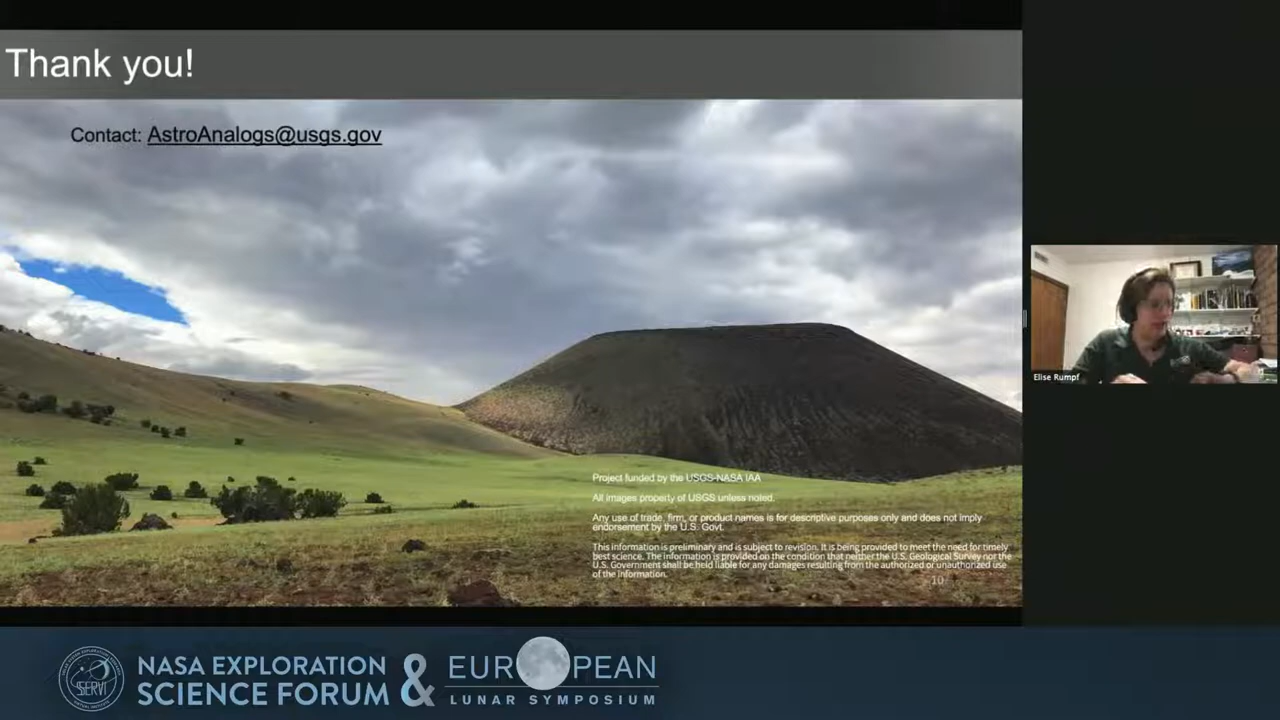 Thank you!
Contact: AstroAnalogs@usgs.gov
Project funded by the USGS-NASA IAA
All images property of USGS unless noted.
Any use of trade, firm, or product names is for descriptive purposes only and does not imply
endorsement by the U.S. Govt.
This information is preliminary and is subject to revision. It is being provided to meet the need for timely
best science. The information is provided on the condition that neither the U.S. Geological Survey nor the
U.S. Government shall be held liable for any damages resulting from the authorized or unauthorized use
of the information.
10
Elise Rumpf
SSERVI
NASA EXPLORATION
SCIENCE FORUM
&
EUROPEAN
LUNAR SYMPOSIUM